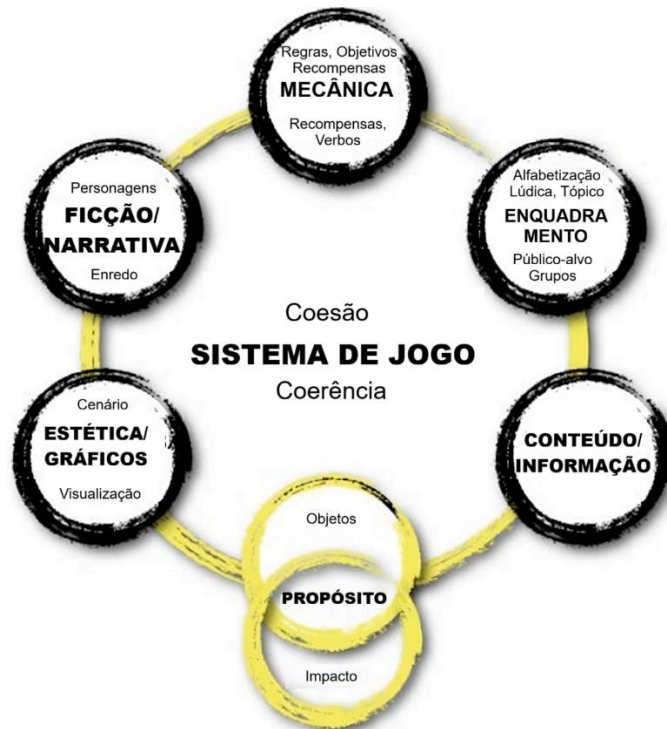 Regras, Objetivos
Recompensas
MECÂNICA
Recompensas,
Verbos
Personagens
FICÇÃO/
NARRATIVA
Enredo
Alfabetização
Lúdica, Tópico
ENQUADRA
MENTO
Público-alvo
Grupos
Coesão
SISTEMA DE JOGO
Coerência
Cenário
ESTÉTICA/
GRÁFICOS
Visualização
CONTEÚDO/
INFORMAÇÃO
Objetos
PROPÓSITO
Impacto